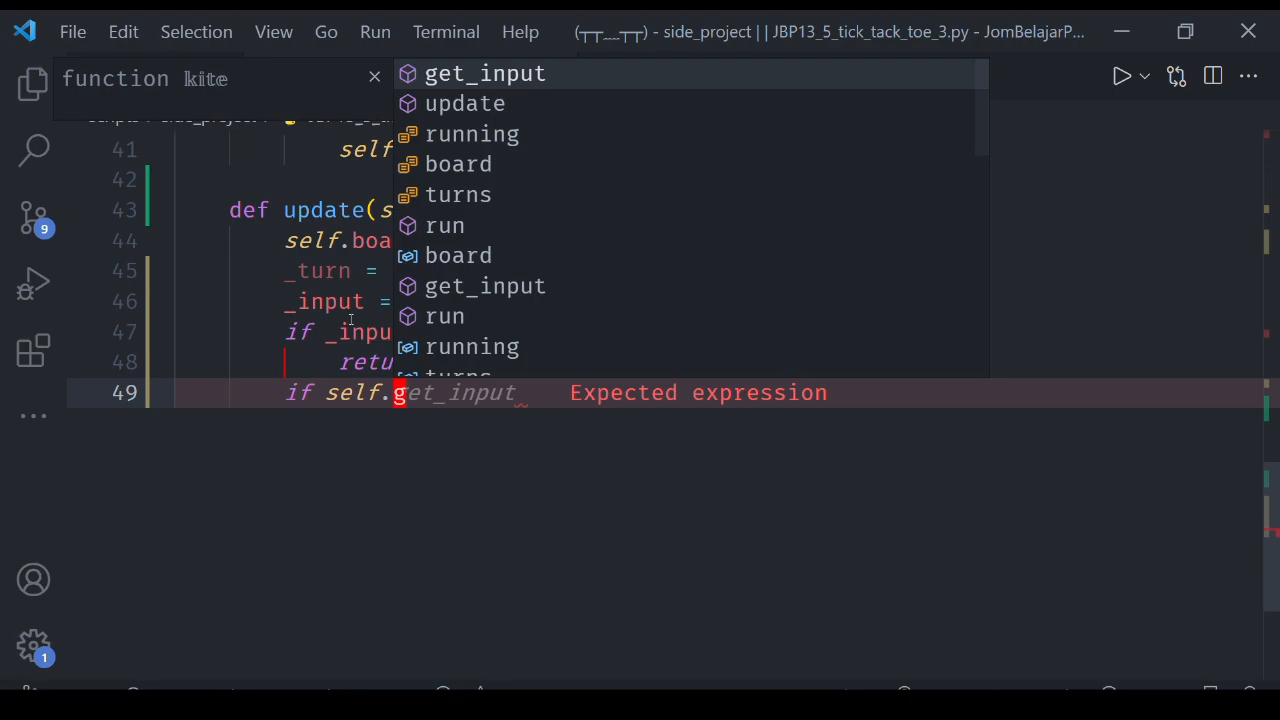 File Edit Selection View Go Run Terminal Help (┬┬﹏┬┬) - side_project || JBP13_5_tick_tack_toe_3.py - JomBelajarP...
function kite
get_input
update
running
board
turns
run
board
get_input
run
running
41 self
42
43 def update(s
44 self.boa
45 _turn =
46 _input =
47 if _inpu
48 retu
49 if self.get_input_ Expected expression
9
1